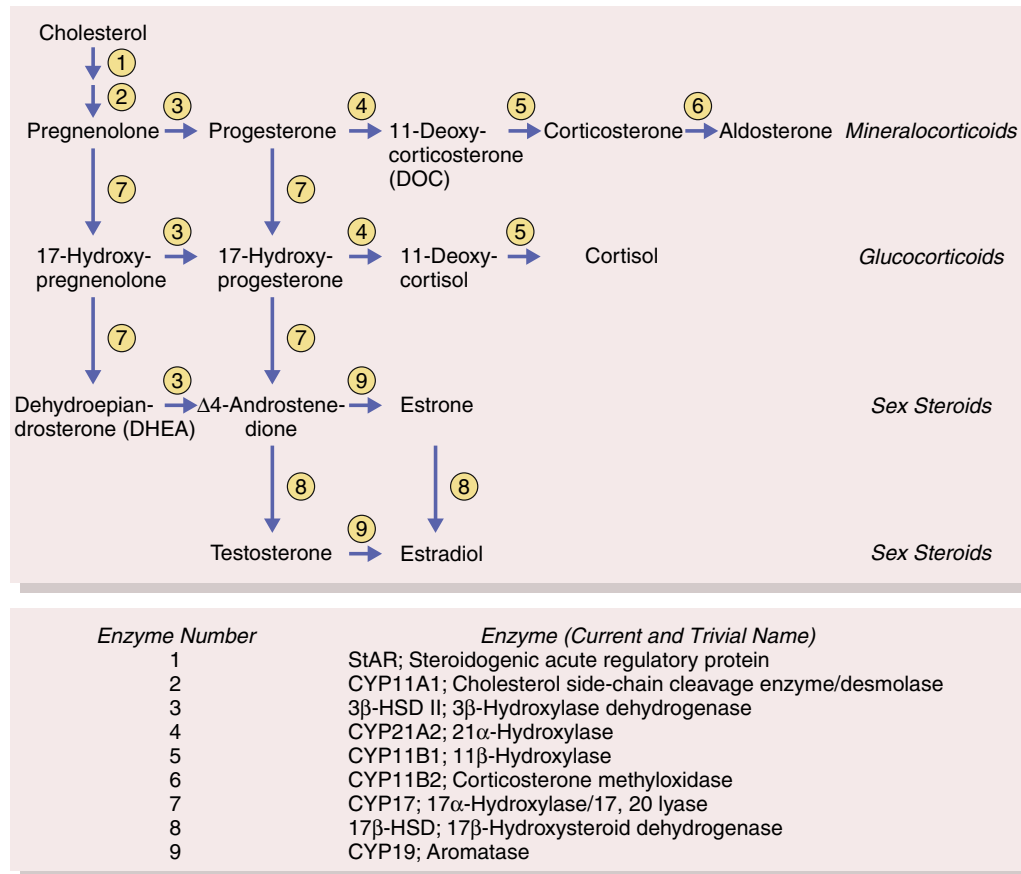 Cholesterol
1
2
3 4 5 6
Pregnenolone Progesterone 11-Deoxy- Corticosterone Aldosterone Mineralocorticoids
corticosterone
(DOC)
7 7
3 4 5
17-Hydroxy- 17-Hydroxy- 11-Deoxy- Cortisol Glucocorticoids
pregnenolone progesterone cortisol
7 7
3 9
Dehydroepian- Δ4-Androstene- Estrone Sex Steroids
drosterone (DHEA) dione
8 8
9
Testosterone Estradiol Sex Steroids
Enzyme Number Enzyme (Current and Trivial Name)
1 StAR; Steroidogenic acute regulatory protein
2 CYP11A1; Cholesterol side-chain cleavage enzyme/desmolase
3 3β-HSD II; 3β-Hydroxylase dehydrogenase
4 CYP21A2; 21α-Hydroxylase
5 CYP11B1; 11β-Hydroxylase
6 CYP11B2; Corticosterone methyloxidase
7 CYP17; 17α-Hydroxylase/17, 20 lyase
8 17β-HSD; 17β-Hydroxysteroid dehydrogenase
9 CYP19; Aromatase